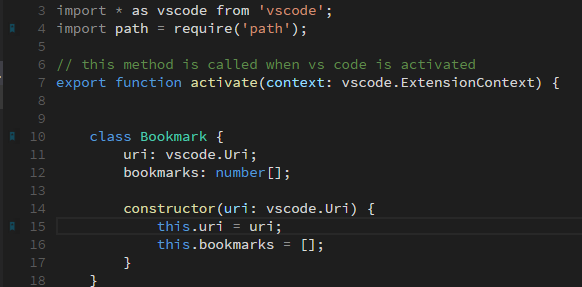 3 import * as vscode from 'vscode';
4 import path = require('path');
5
6 // this method is called when vs code is activated
7 export function activate(context: vscode.ExtensionContext) {
8
9
10 class Bookmark {
11 uri: vscode.Uri;
12 bookmarks: number[];
13
14 constructor(uri: vscode.Uri) {
15 this.uri = uri;
16 this.bookmarks = [];
17 }
18 }